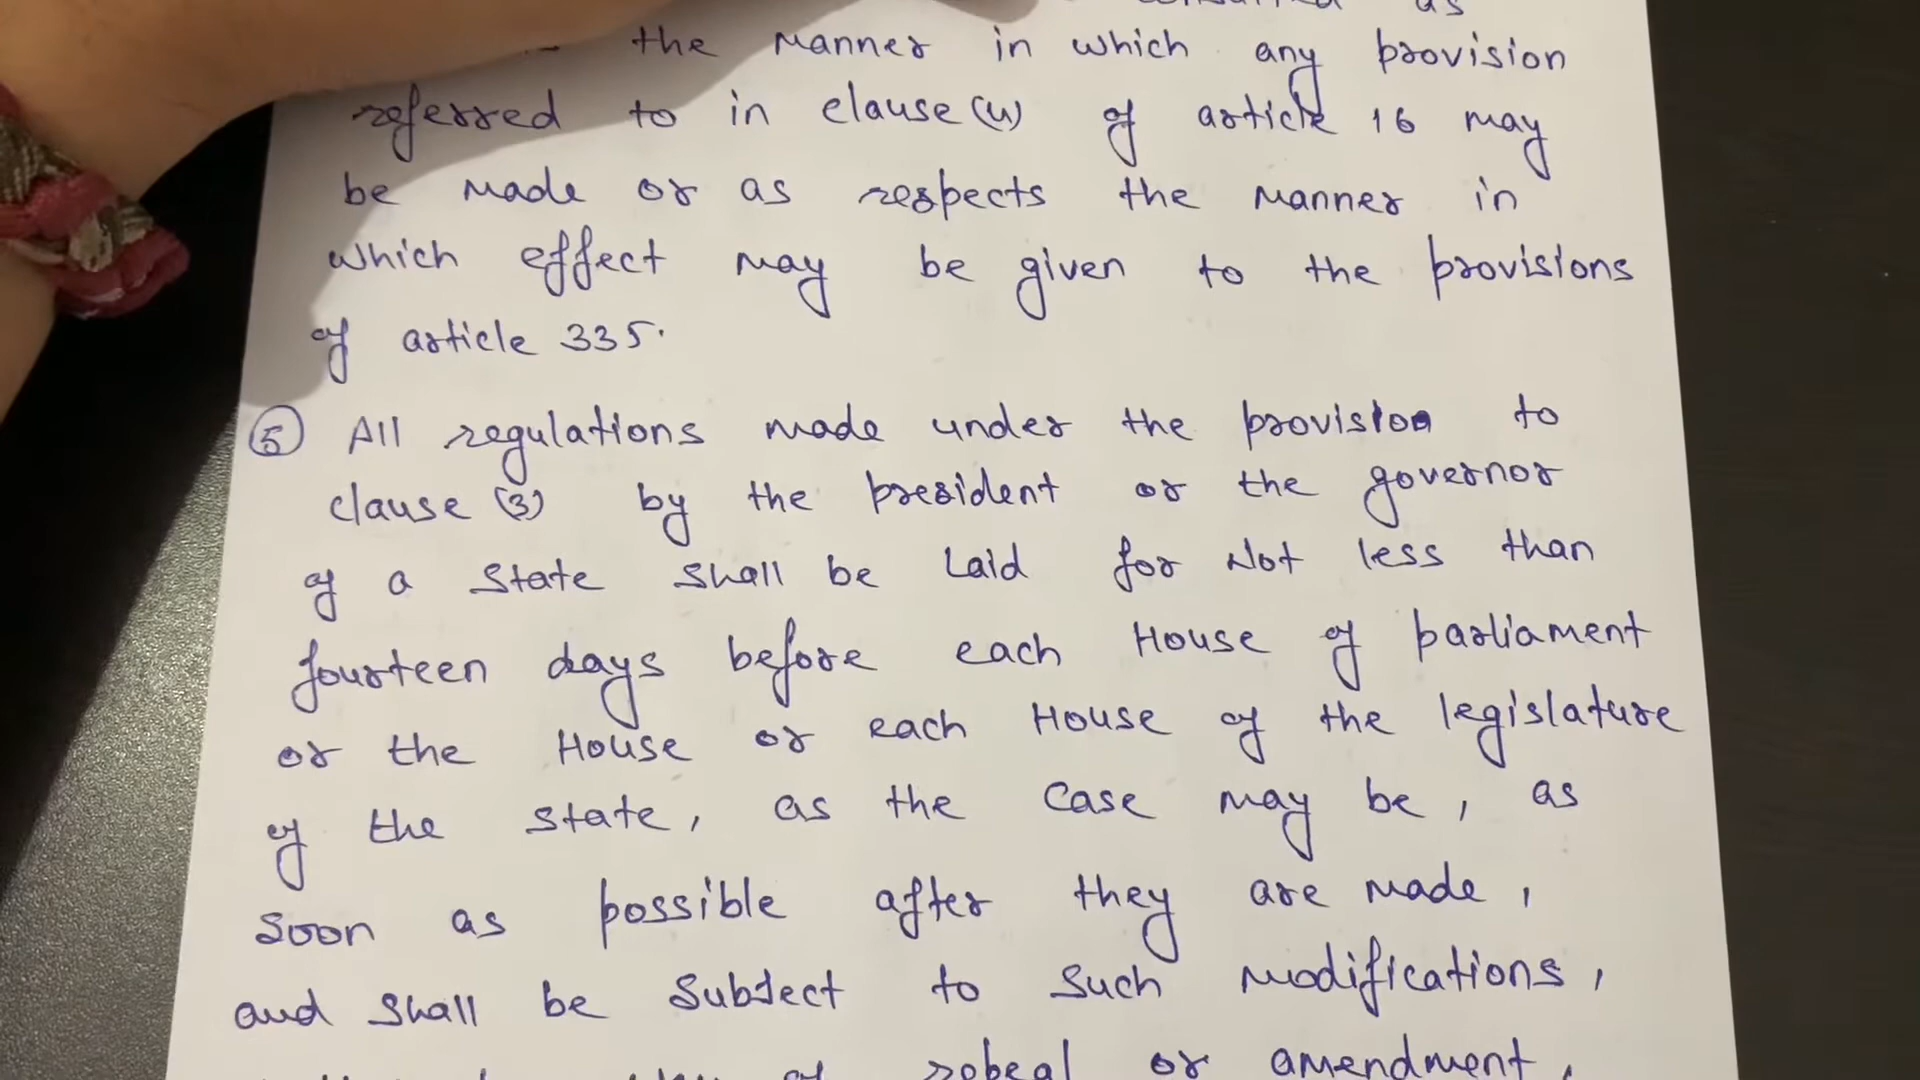 as
the manner in which any provision
referred to in clause (4) of article 16 may
be made or as respects the manner in
which effect may be given to the provisions
of article 335.
5 All regulations made under the provision to
clause (3) by the president or the governor
of a state shall be laid for Not less than
fourteen days before each House of parliament
or the House or each House of the legislature
of the state, as the case may be, as
soon as possible after they are made,
and shall be subject to such modifications,
repeal or amendment,